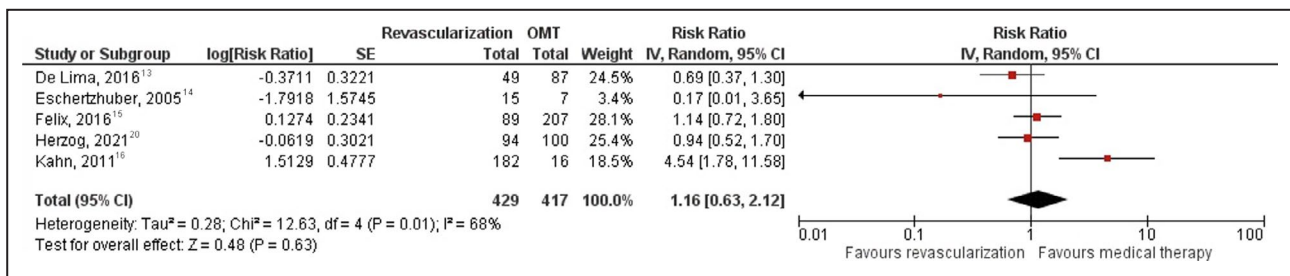 Revascularization OMT Risk Ratio Risk Ratio
Study or Subgroup log[Risk Ratio] SE Total Total Weight IV, Random, 95% CI IV, Random, 95% CI
De Lima, 2016¹³ -0.3711 0.3221 49 87 24.5% 0.69 [0.37, 1.30]
Eschertzhuber, 2005¹⁴ -1.7918 1.5745 15 7 3.4% 0.17 [0.01, 3.65]
Felix, 2016¹⁵ 0.1274 0.2341 89 207 28.1% 1.14 [0.72, 1.80]
Herzog, 2021²⁰ -0.0619 0.3021 94 100 25.4% 0.94 [0.52, 1.70]
Kahn, 2011¹⁶ 1.5129 0.4777 182 16 18.5% 4.54 [1.78, 11.58]
Total (95% CI) 429 417 100.0% 1.16 [0.63, 2.12]
Heterogeneity: Tau² = 0.28; Chi² = 12.63, df = 4 (P = 0.01); I² = 68%
Test for overall effect: Z = 0.48 (P = 0.63)
0.01 0.1 1 10 100
Favours revascularization Favours medical therapy